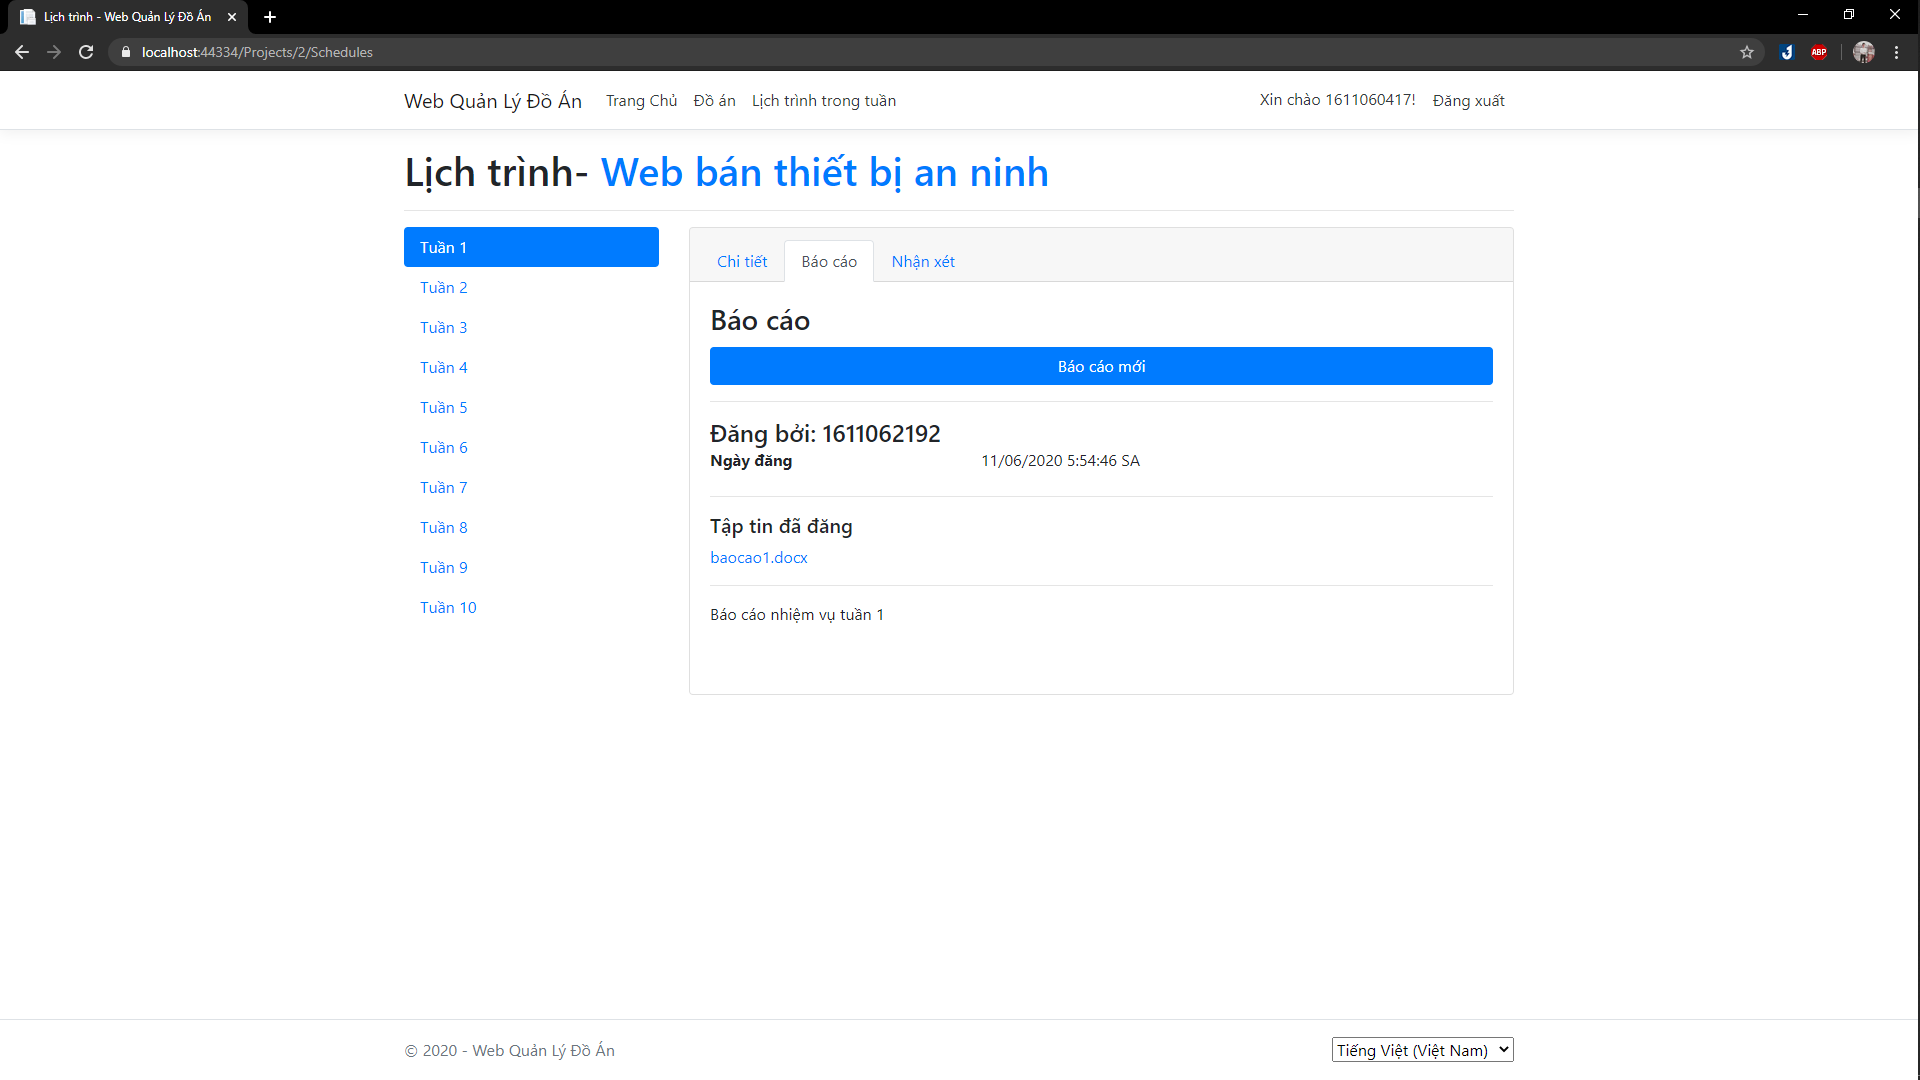 Lịch trình - Web Quản Lý Đồ Án
localhost:44334/Projects/2/Schedules
ABP
Web Quản Lý Đồ Án Trang Chủ Đồ án Lịch trình trong tuần Xin chào 1611060417! Đăng xuất
Lịch trình- Web bán thiết bị an ninh
Tuần 1
Tuần 2
Tuần 3
Tuần 4
Tuần 5
Tuần 6
Tuần 7
Tuần 8
Tuần 9
Tuần 10
Chi tiết Báo cáo Nhận xét
Báo cáo
Báo cáo mới
Đăng bởi: 1611062192
Ngày đăng 11/06/2020 5:54:46 SA
Tập tin đã đăng
baocao1.docx
Báo cáo nhiệm vụ tuần 1
© 2020 - Web Quản Lý Đồ Án
Tiếng Việt (Việt Nam)